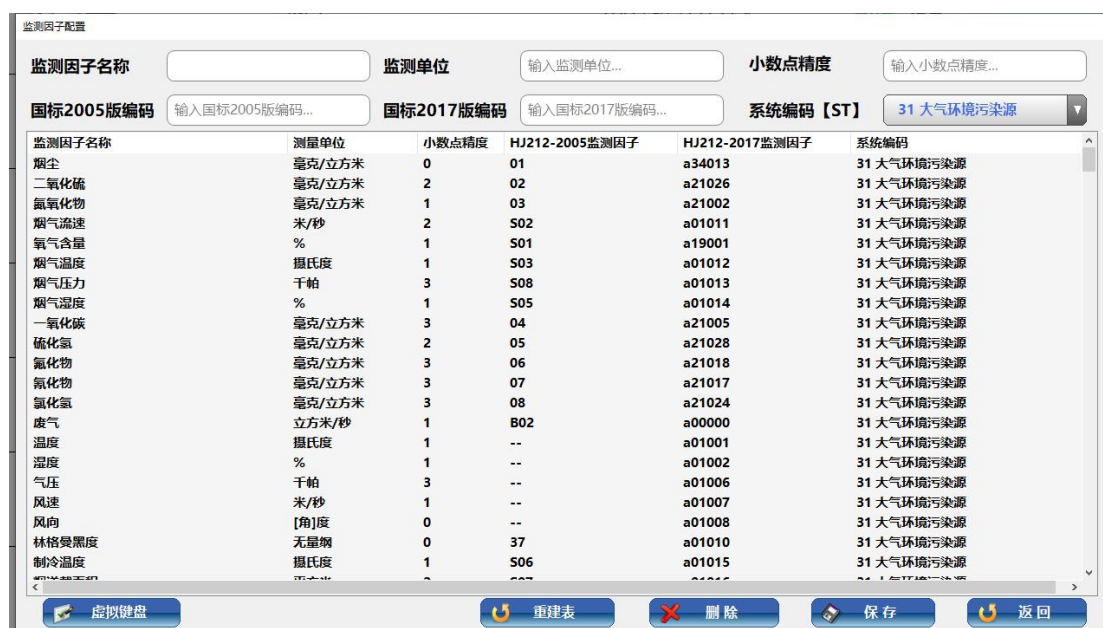 监测因子配置
监测因子名称 监测单位 输入监测单位... 小数点精度 输入小数点精度...
国标2005版编码 输入国标2005版编码... 国标2017版编码 输入国标2017版编码... 系统编码【ST】 31 大气环境污染源
监测因子名称 测量单位 小数点精度 HJ212-2005监测因子 HJ212-2017监测因子 系统编码
烟尘 毫克/立方米 0 01 a34013 31 大气环境污染源
二氧化硫 毫克/立方米 2 02 a21026 31 大气环境污染源
氮氧化物 毫克/立方米 1 03 a21002 31 大气环境污染源
烟气流速 米/秒 2 S02 a01011 31 大气环境污染源
氧气含量 % 1 S01 a19001 31 大气环境污染源
烟气温度 摄氏度 1 S03 a01012 31 大气环境污染源
烟气压力 千帕 3 S08 a01013 31 大气环境污染源
烟气湿度 % 1 S05 a01014 31 大气环境污染源
一氧化碳 毫克/立方米 3 04 a21005 31 大气环境污染源
硫化氢 毫克/立方米 2 05 a21028 31 大气环境污染源
氟化物 毫克/立方米 3 06 a21018 31 大气环境污染源
氰化物 毫克/立方米 3 07 a21017 31 大气环境污染源
氯化氢 毫克/立方米 3 08 a21024 31 大气环境污染源
废气 立方米/秒 1 B02 a00000 31 大气环境污染源
温度 摄氏度 1 -- a01001 31 大气环境污染源
湿度 % 1 -- a01002 31 大气环境污染源
气压 千帕 3 -- a01006 31 大气环境污染源
风速 米/秒 1 -- a01007 31 大气环境污染源
风向 [角]度 0 -- a01008 31 大气环境污染源
林格曼黑度 无量纲 0 37 a01010 31 大气环境污染源
制冷温度 摄氏度 1 S06 a01015 31 大气环境污染源
虚拟键盘 重建表 删除 保存 返回